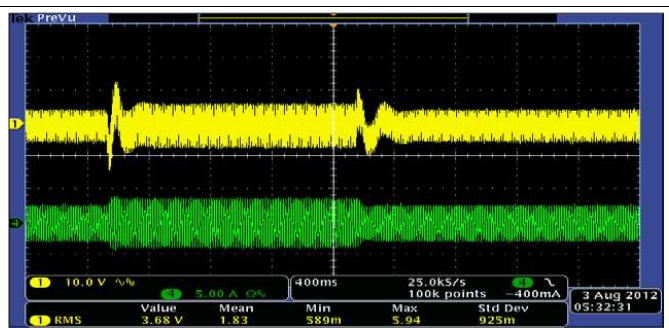 Tek PreVu
1
4
1 10.0 V 400ms 25.0kS/s 4
4 5.00 A Ω 100k points -400mA
3 Aug 2012
05:32:31
Value Mean Min Max Std Dev
1 RMS 3.68 V 1.83 589m 5.94 925m